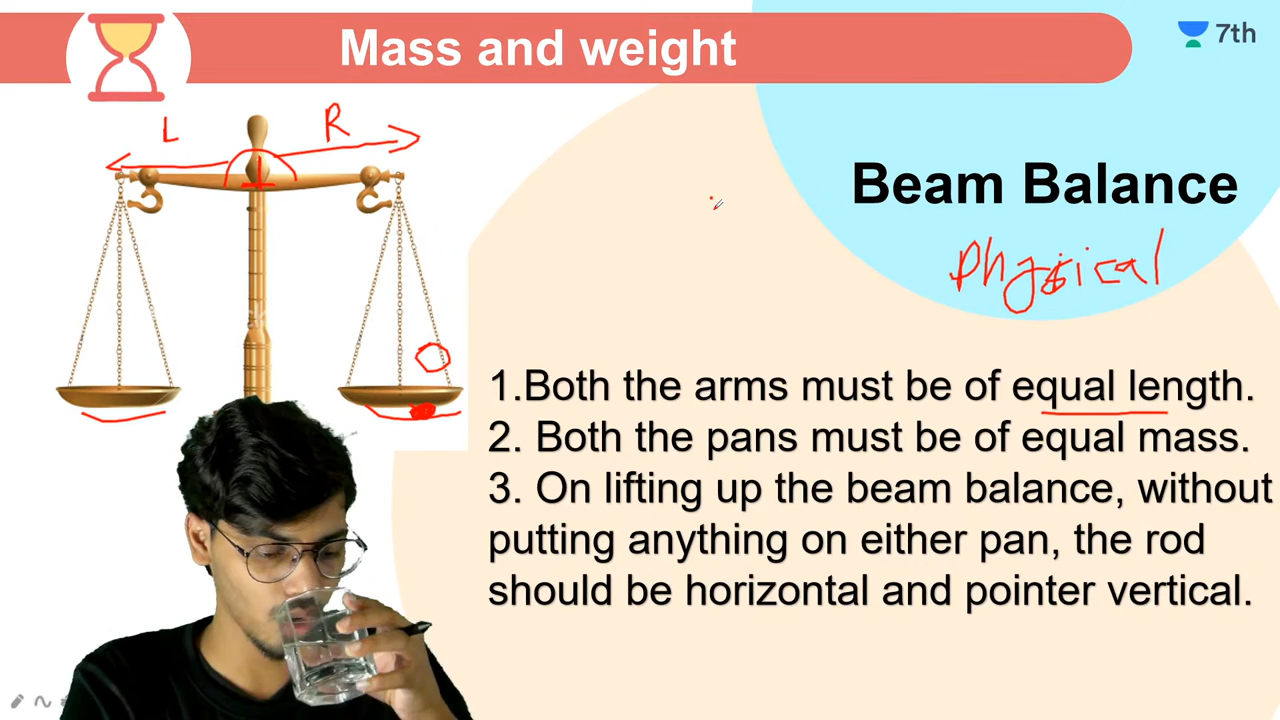 Mass and weight
7th
L
R
Beam Balance
Physical
1.Both the arms must be of equal length.
2. Both the pans must be of equal mass.
3. On lifting up the beam balance, without
putting anything on either pan, the rod
should be horizontal and pointer vertical.